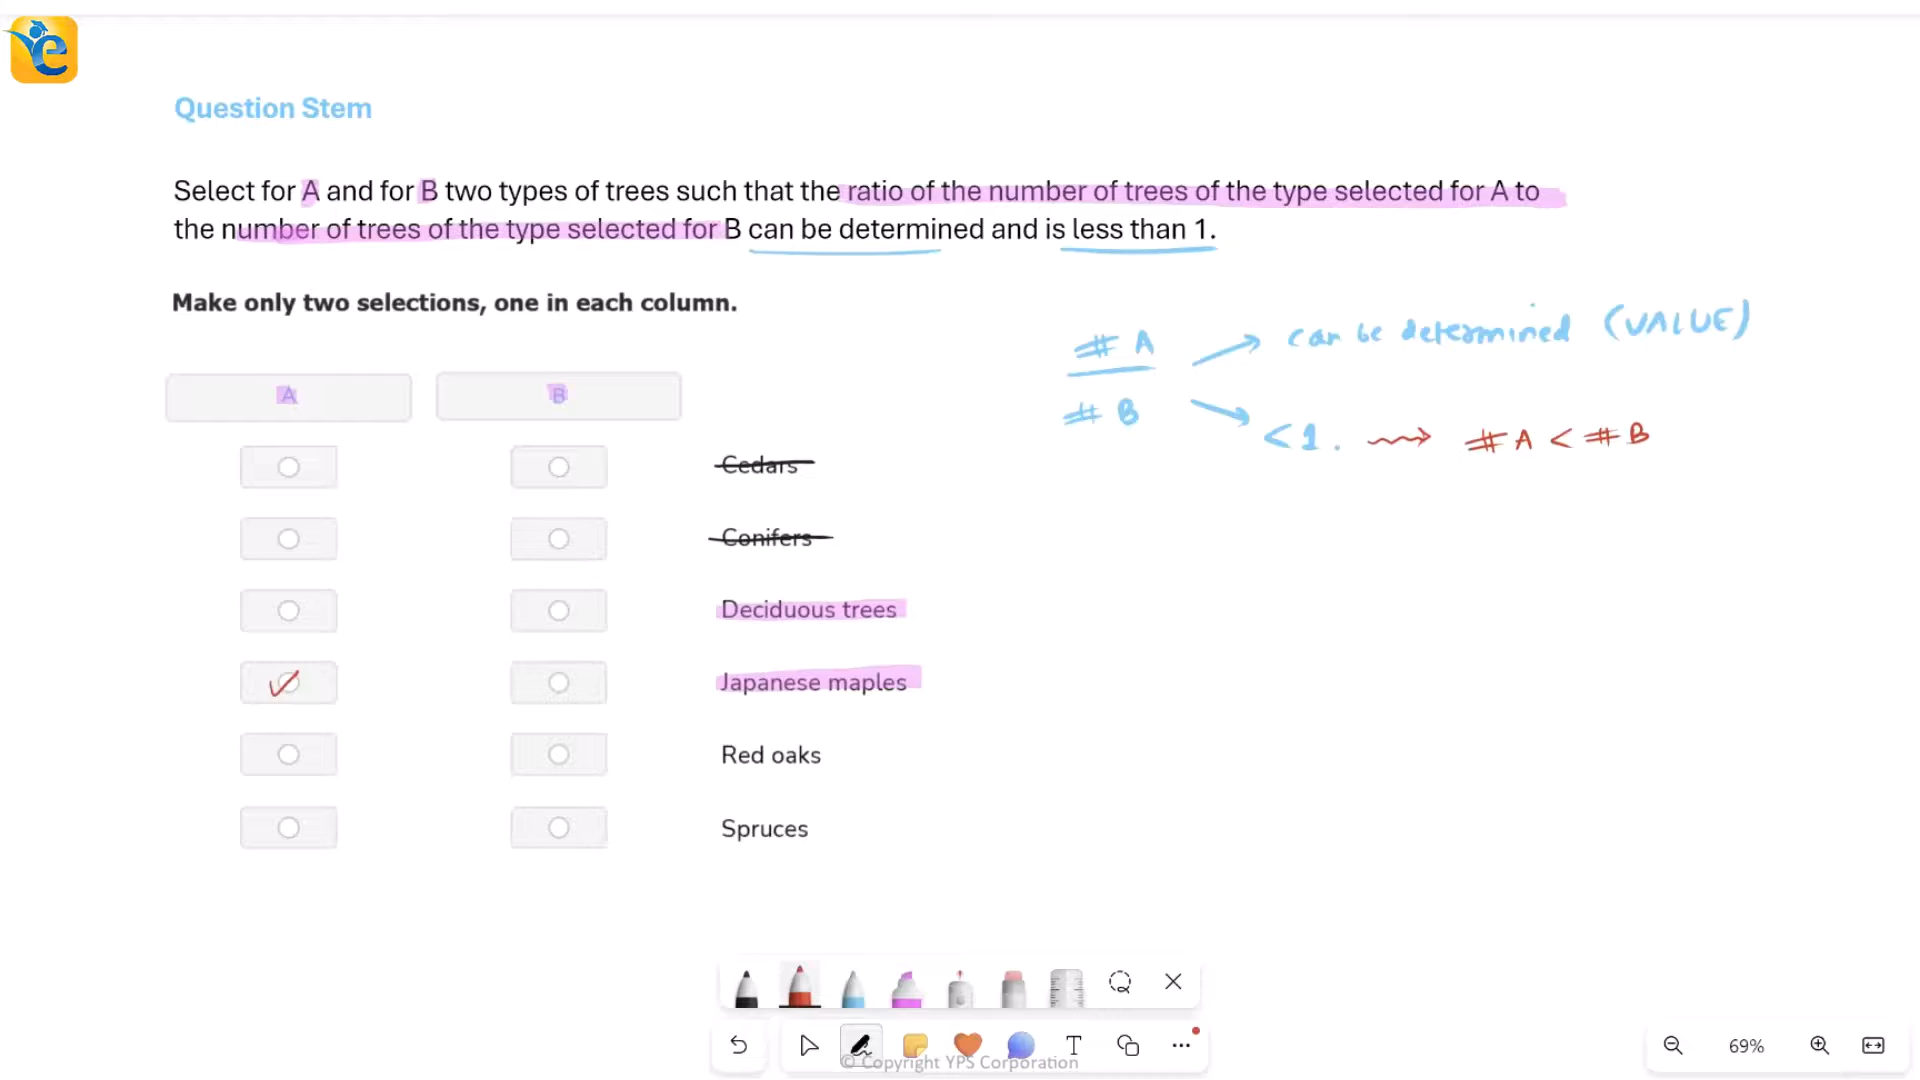 e
Question Stem
Select for A and for B two types of trees such that the ratio of the number of trees of the type selected for A to
the number of trees of the type selected for B can be determined and is less than 1.
Make only two selections, one in each column.
# A → can be determined (VALUE)
# B → <1. → # A < # B
A B
Cedars
Conifers
Deciduous trees
Japanese maples
Red oaks
Spruces
T
69%
© Copyright YPS Corporation